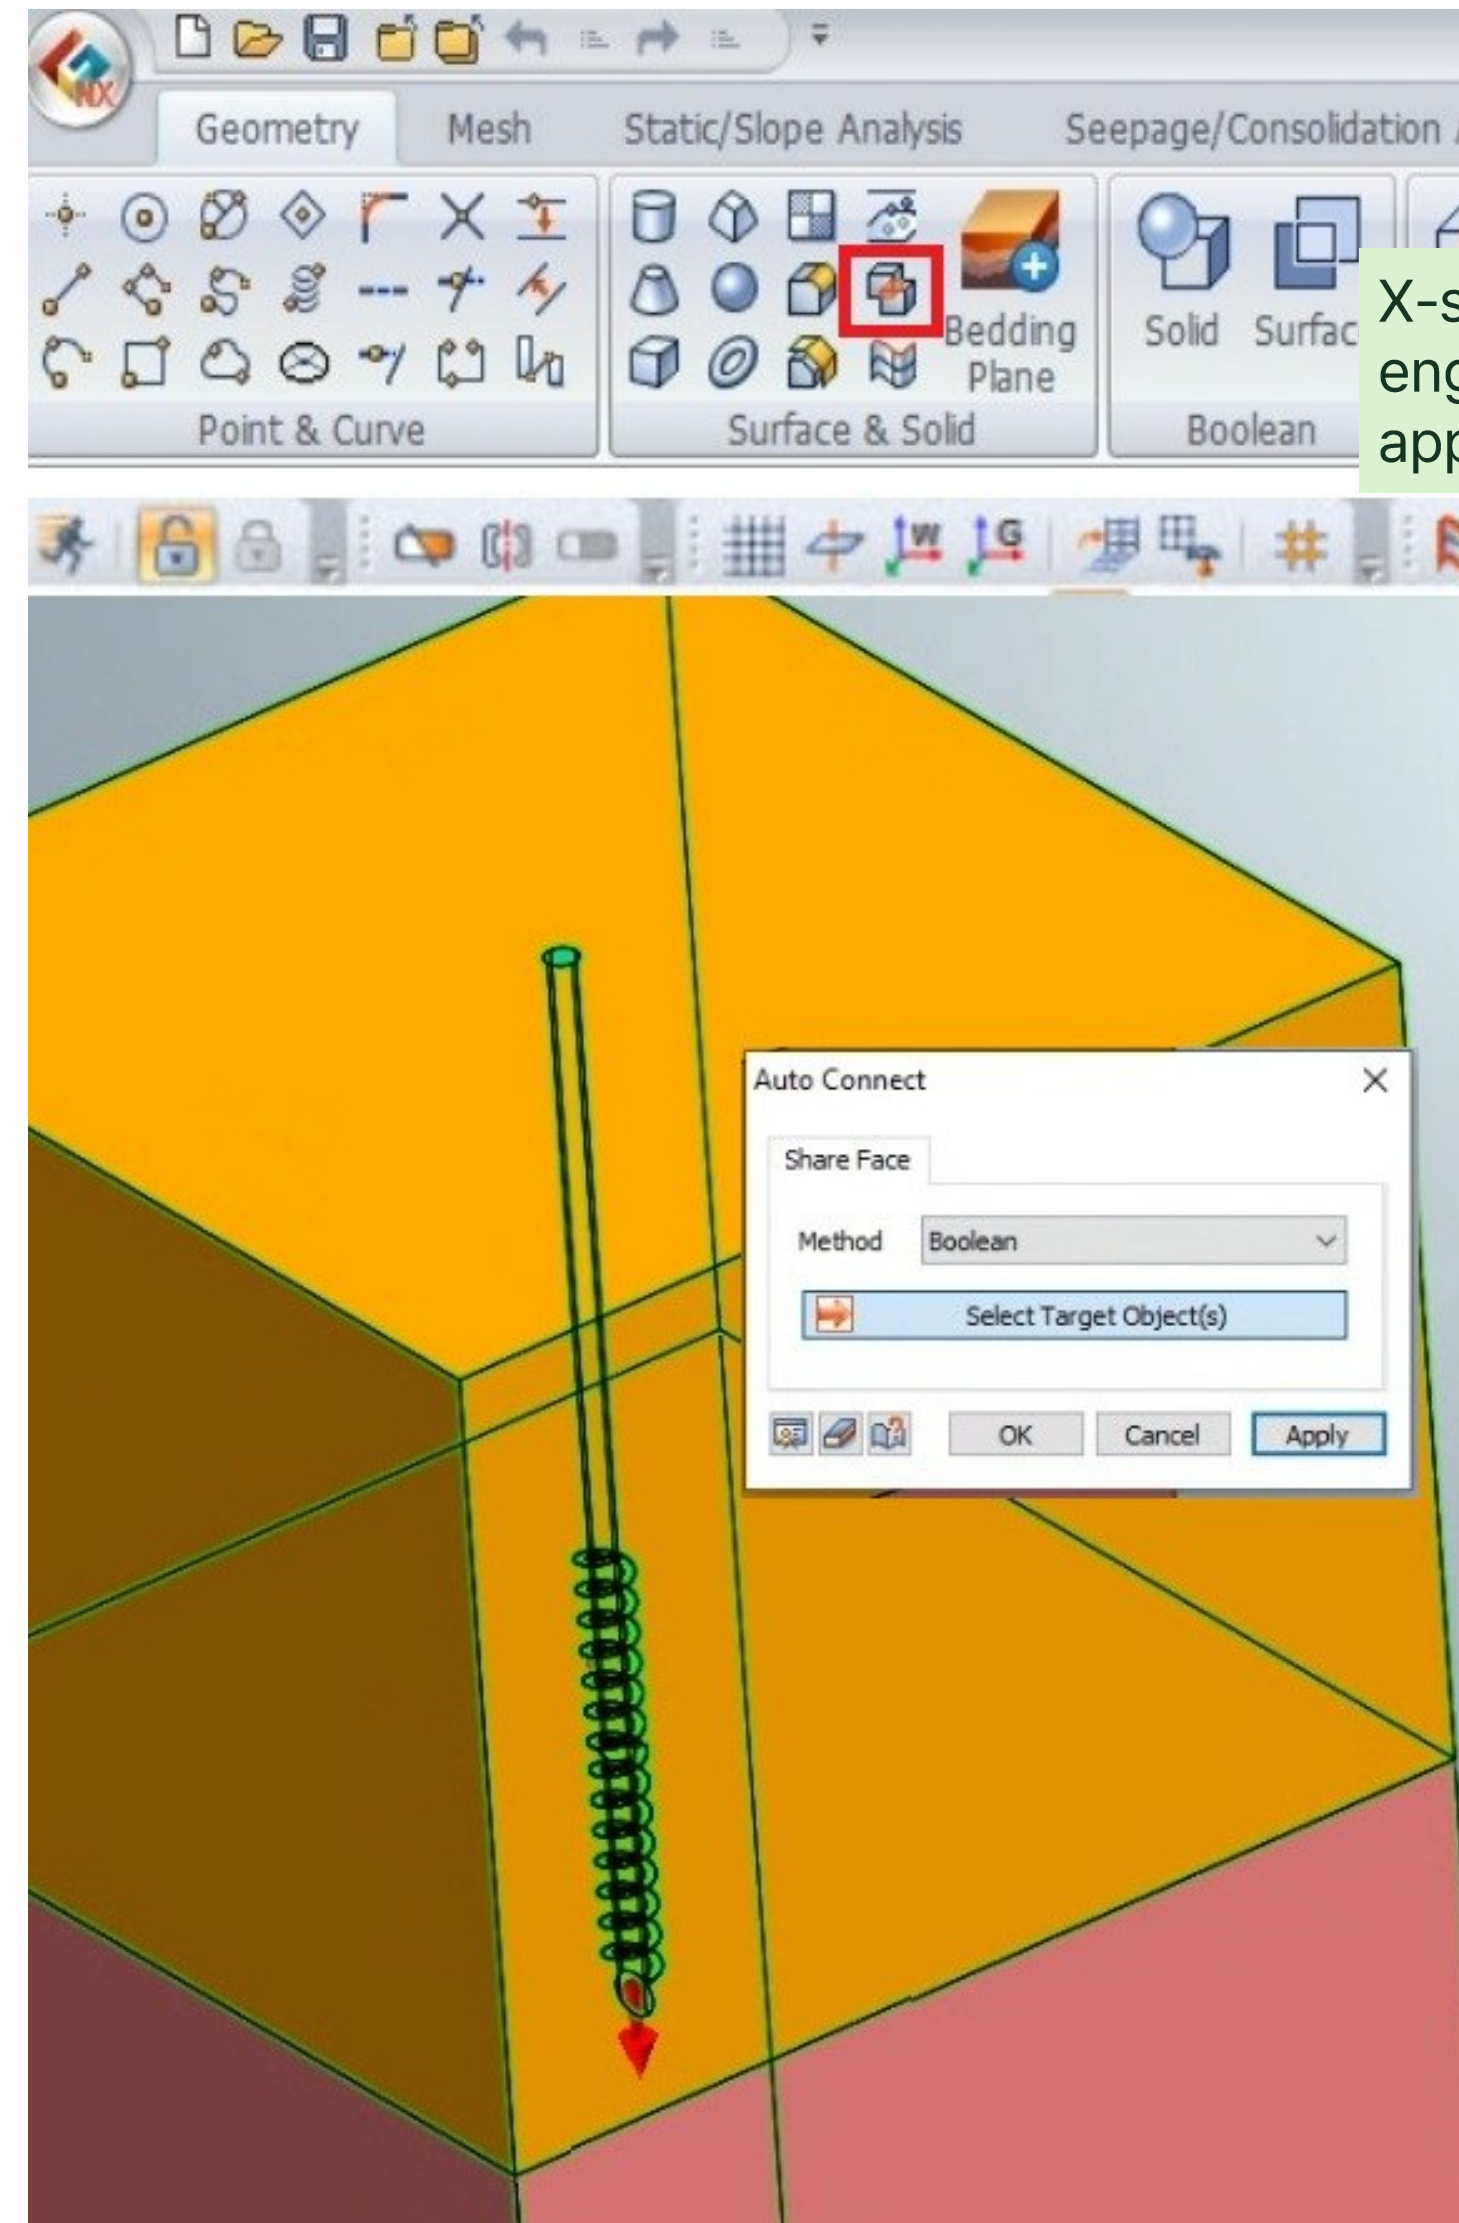 NX
Geometry Mesh Static/Slope Analysis Seepage/Consolidation
Bedding
Plane
Solid
Point & Curve Surface & Solid Boolean
W G
Auto Connect
Share Face
Method Boolean
Select Target Object(s)
OK Cancel Apply